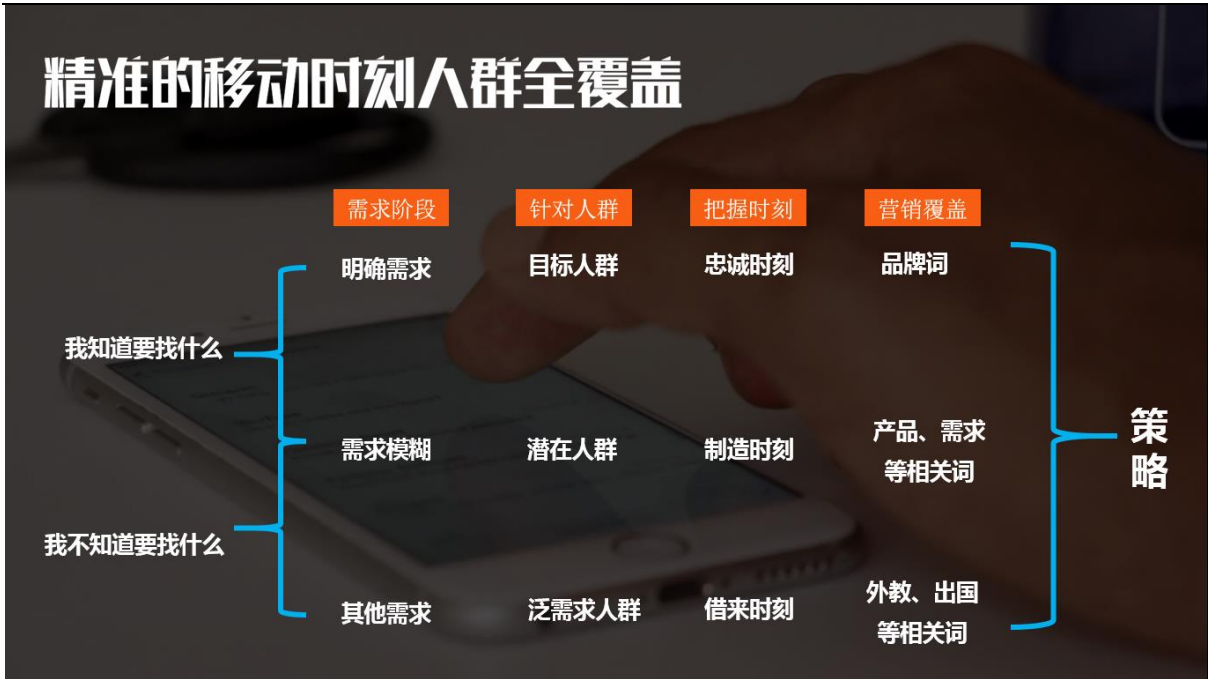 精准的移动时刻人群全覆盖
需求阶段 针对人群 把握时刻 营销覆盖
明确需求 目标人群 忠诚时刻 品牌词
我知道要找什么
需求模糊 潜在人群 制造时刻 产品、需求
等相关词
策
略
我不知道要找什么
其他需求 泛需求人群 借来时刻 外教、出国
等相关词